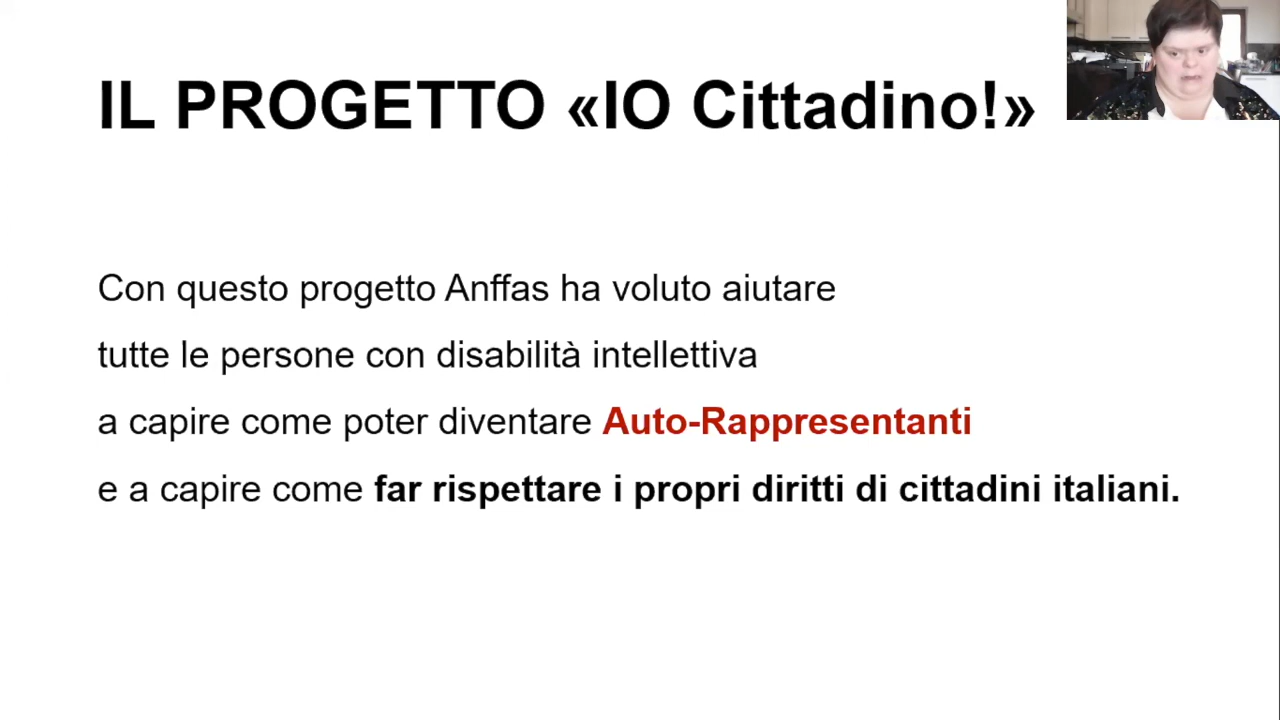 IL PROGETTO «IO Cittadino!»
Con questo progetto Anffas ha voluto aiutare
tutte le persone con disabilità intellettiva
a capire come poter diventare Auto-Rappresentanti
e a capire come far rispettare i propri diritti di cittadini italiani.